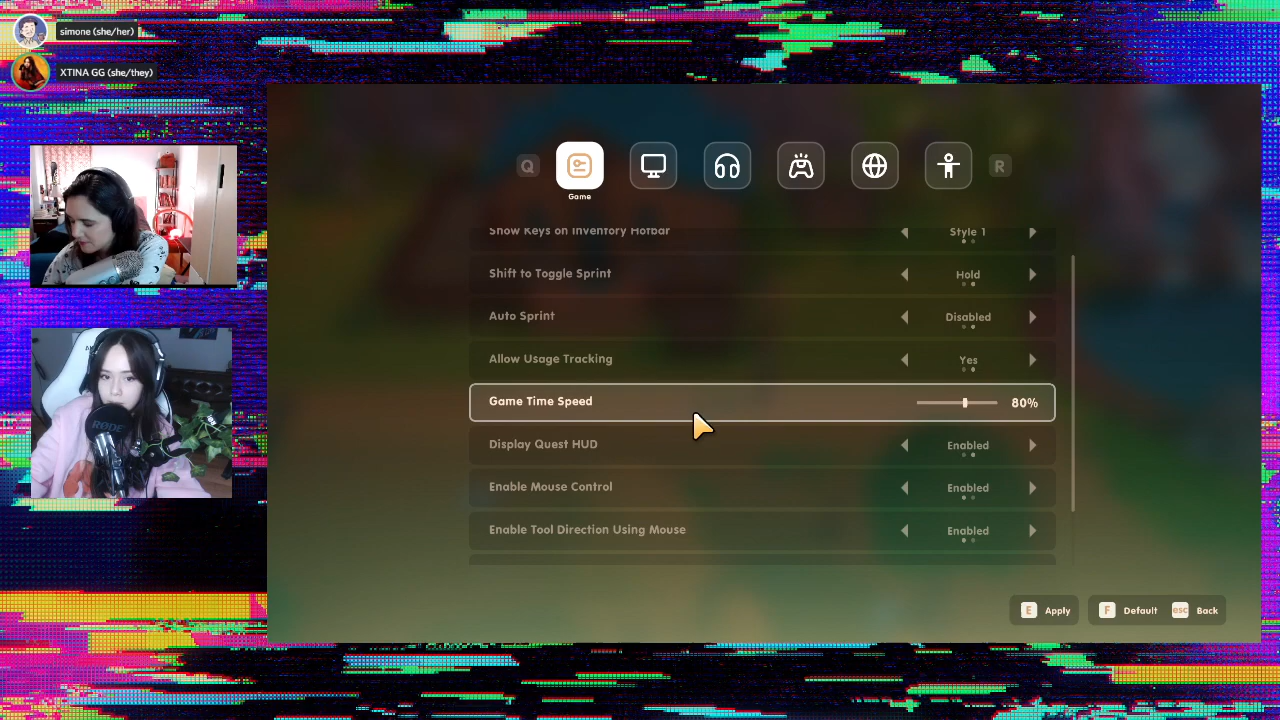 simone (she/her)
XTINA GG (she/they)
Q
R
Game
Show Keys on Inventory Hotbar
Style 1
Shift to Toggle Sprint
Hold
Auto Sprint
Disabled
Allow Usage Tracking
Yes
Game Time Speed
80%
Display Quest HUD
Enabled
Enable Mouse Control
Enabled
Enable Tool Direction Using Mouse
Enabled
E Apply
F Default
esc Back
RØDE